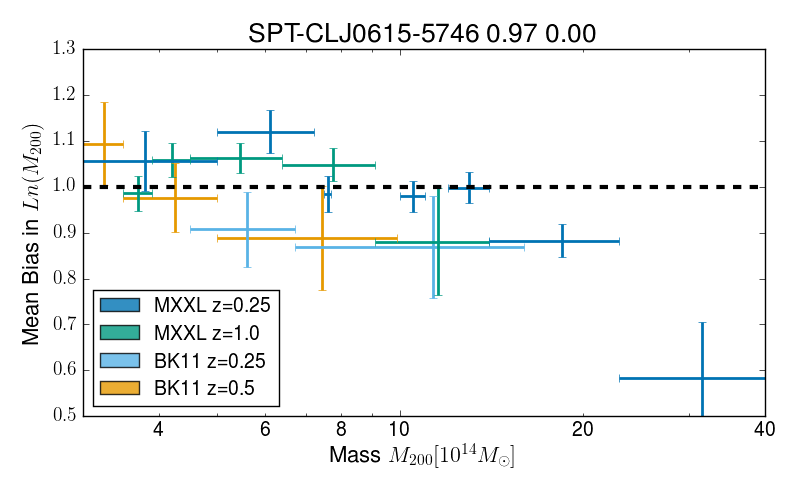 SPT-CLJ0615-5746 0.97 0.00
1.3
1.2
1.1
1.0
0.9
0.8
0.7
0.6
0.5
Mean Bias in Ln(M₂₀₀)
MXXL z=0.25
MXXL z=1.0
BK11 z=0.25
BK11 z=0.5
4 6 8 10 20 40
Mass M₂₀₀[10¹⁴M☉]